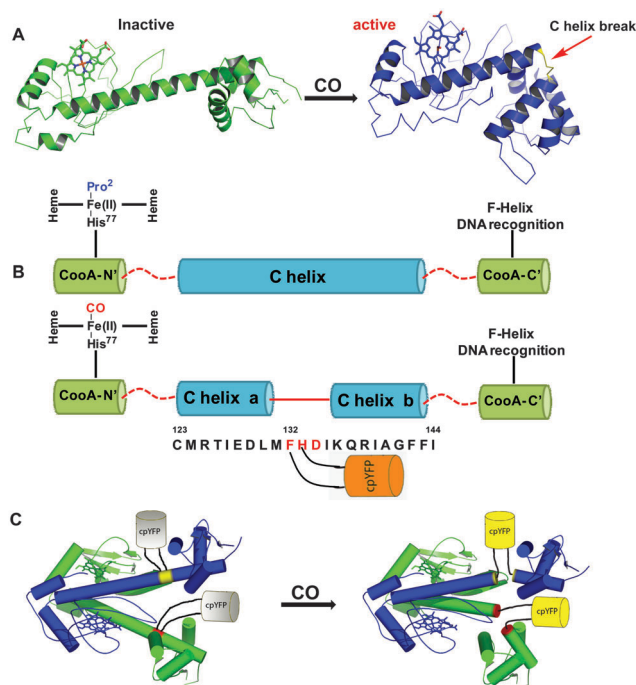 Inactive
active
C helix break
A
CO
Pro2
Heme Fe(II) Heme
His77
F-Helix
DNA recognition
CooA-N' C helix CooA-C'
B
CO
Heme Fe(II) Heme
His77
F-Helix
DNA recognition
CooA-N' C helix a C helix b CooA-C'
123 132 144
CMRTIEDLMFHDIKQRIAGFFI
cpYFP
C
cpYFP
cpYFP
CO
cpYFP
cpYFP